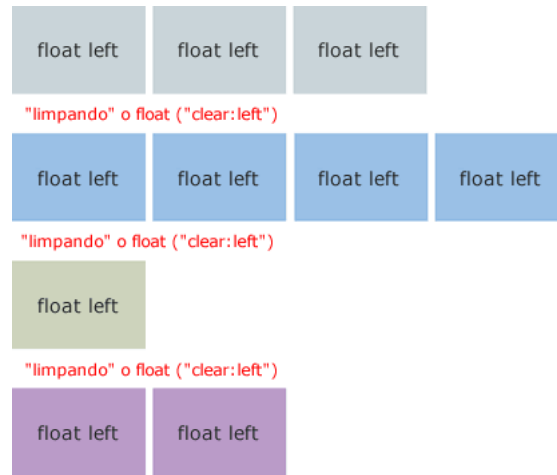 float left float left float left
"limpando" o float ("clear:left")
float left float left float left float left
"limpando" o float ("clear:left")
float left
"limpando" o float ("clear:left")
float left float left